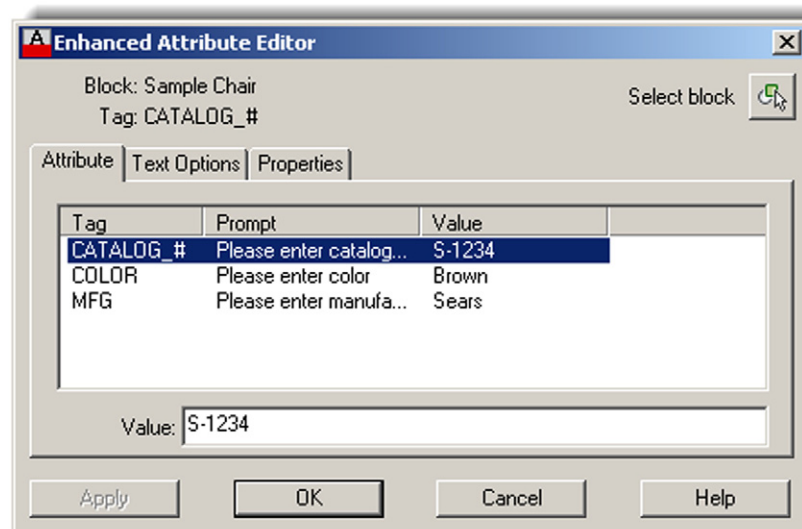 Enhanced Attribute Editor
Block: Sample Chair
Select block
Tag: CATALOG_#
Attribute Text Options Properties
Tag Prompt Value
CATALOG_# Please enter catalog... S-1234
COLOR Please enter color Brown
MFG Please enter manufa... Sears
Value: S-1234
Apply OK Cancel Help